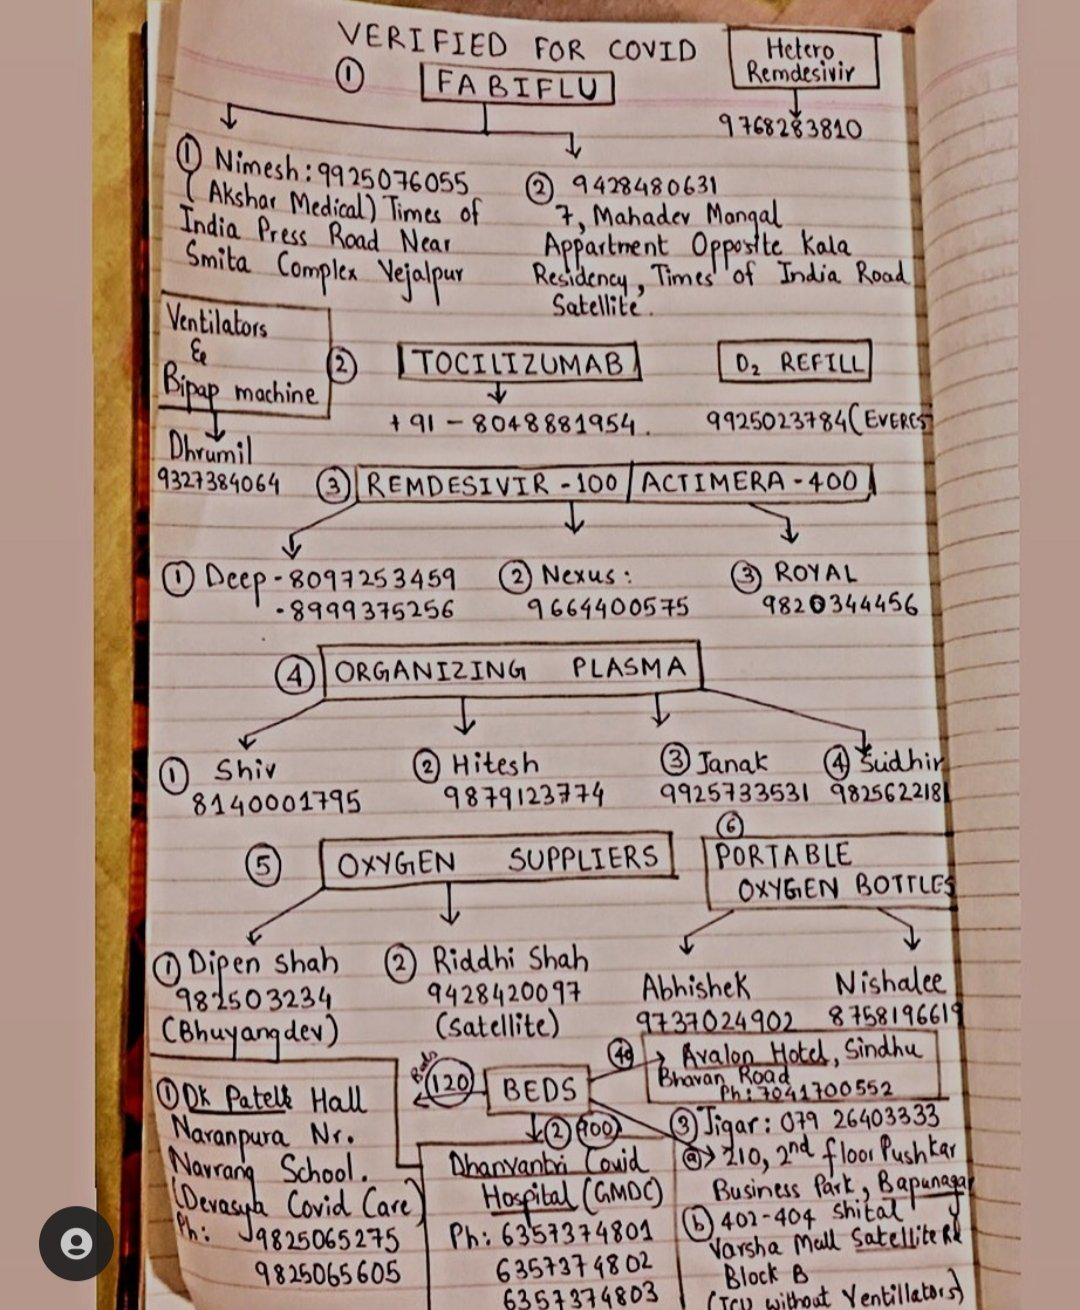 VERIFIED FOR COVID
① FABIFLU
Hetero
Remdesivir
9768283810
① Nimesh: 9925076055
(Akshar Medical) Times of
India Press Road Near
Smita Complex Vejalpur
② 9428480631
7, Mahadev Mangal
Appartment Opposite Kala
Residency, Times of India Road
Satellite.
Ventilators
&
Bipap machine
Dhrumil
9327384064
② TOCILIZUMAB
+91 - 8048881954.
O2 REFILL
9925023784 (EVEREST
③ REMDESIVIR - 100 / ACTIMERA - 400
① Deep - 8097253459
- 8999375256
② Nexus:
9664400575
③ ROYAL
9820344456
④ ORGANIZING PLASMA
① Shiv
8140001795
② Hitesh
9879123774
③ Janak
9925733531
④ Sudhir
9825622181
⑤ OXYGEN SUPPLIERS
① Dipen Shah
982503234
(Bhuyangdev)
② Riddhi Shah
9428420097
(Satellite)
⑥
PORTABLE
OXYGEN BOTTLES
Abhishek
9737024902
Nishalee
8758196619
BEDS
Beds
120
① DK Patel Hall
Naranpura Nr.
Navrang School.
(Devasya Covid Care)
Ph: 9825065275
9825065605
② 900
Dhanvantri Covid
Hospital (GMDC)
Ph: 6357374801
6357374802
6357374803
④ Avalon Hotel, Sindhu
Bhavan Road
Ph: 7041700552
③ Jigar: 079 26403333
ⓐ → 210, 2nd floor Pushkar
Business Park, Bapunagar
ⓑ 402-404 Shital
Varsha Mall Satellite Rd
Block B
(ICU without Ventillators)